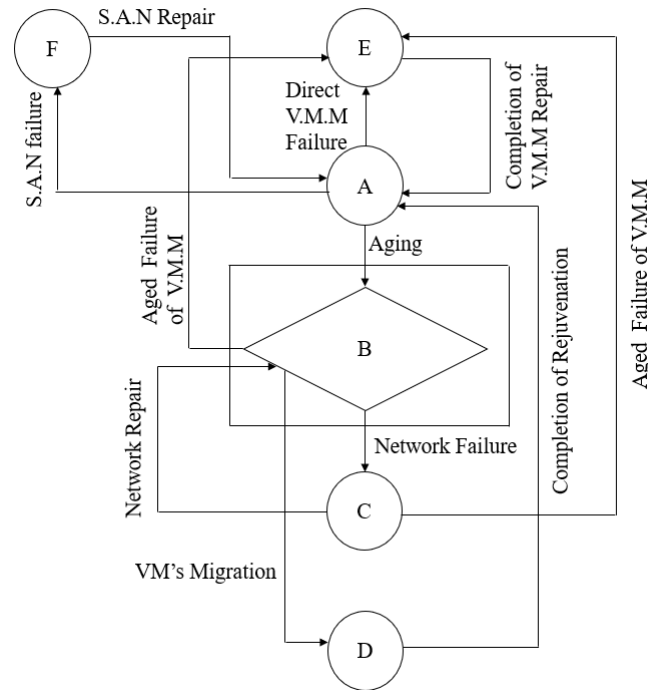 S.A.N Repair
F
E
Direct
V.M.M
Failure
Completion of
V.M.M Repair
S.A.N failure
A
Aging
Aged  Failure
of  V.M.M
Aged  Failure of V.M.M
B
Completion of Rejuvenation
Network Repair
Network Failure
C
VM’s Migration
D